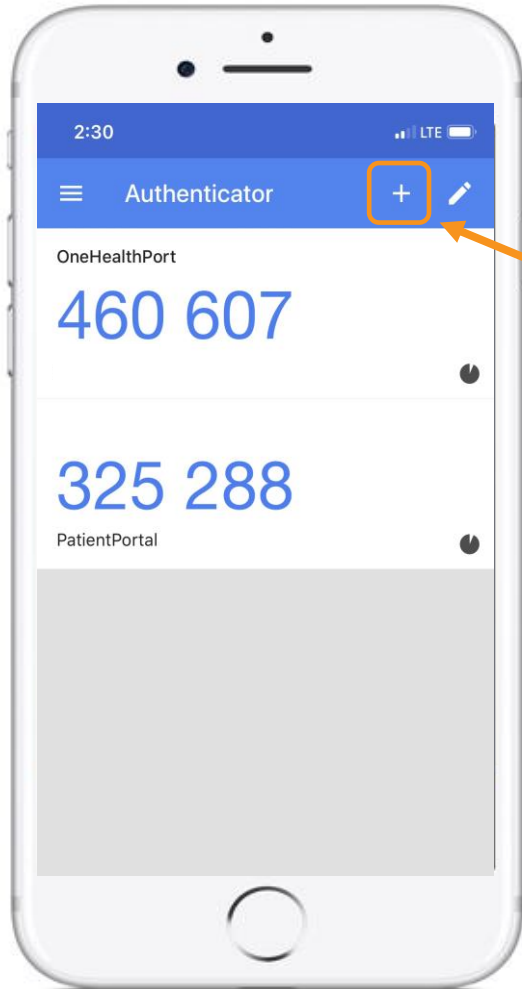 2:30 LTE
Authenticator +
OneHealthPort
460 607
325 288
PatientPortal